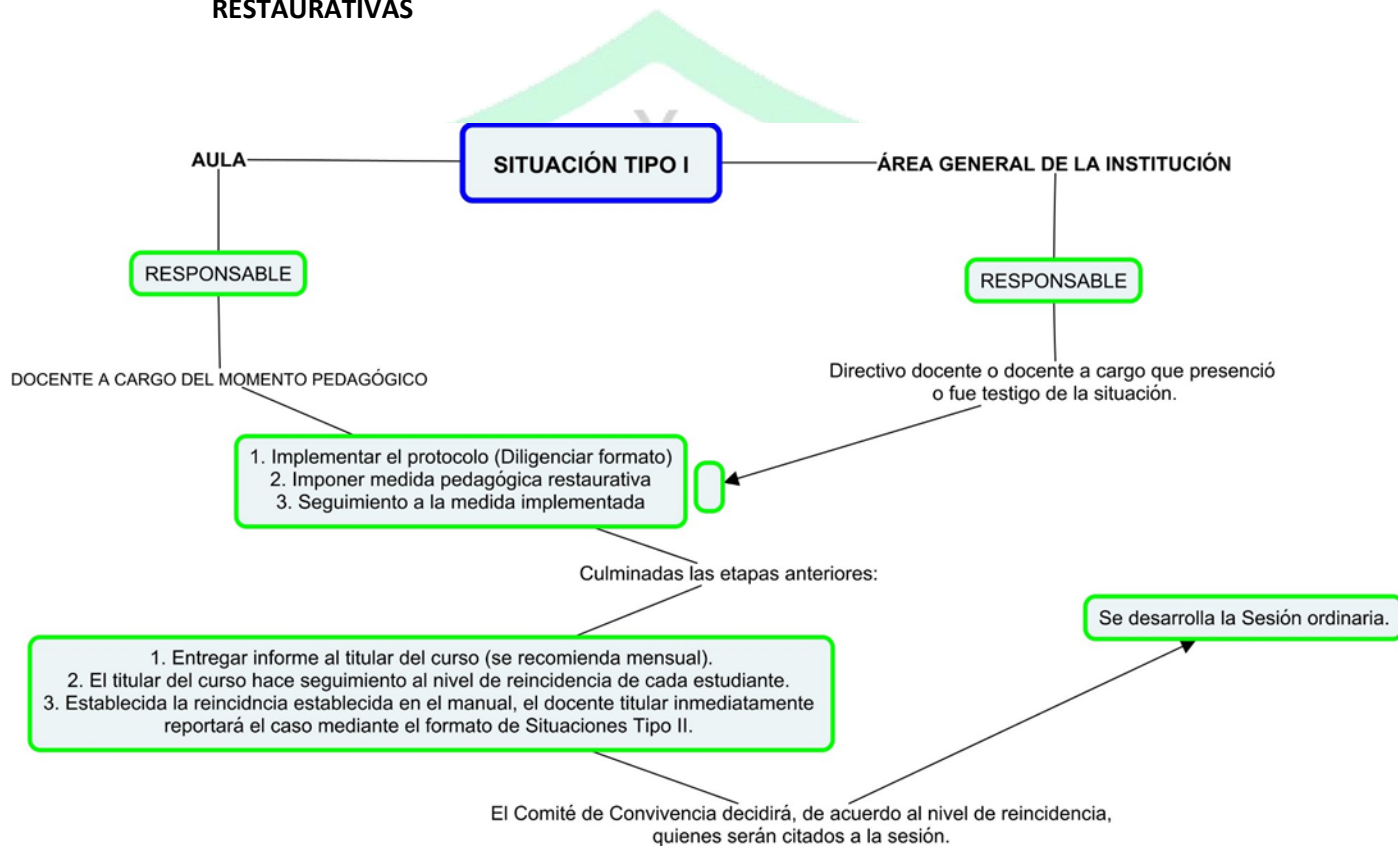 RESTAURATIVAS
Y
SITUACIÓN TIPO I
AULA
ÁREA GENERAL DE LA INSTITUCIÓN
RESPONSABLE
RESPONSABLE
DOCENTE A CARGO DEL MOMENTO PEDAGÓGICO
Directivo docente o docente a cargo que presenció
o fue testigo de la situación.
1. Implementar el protocolo (Diligenciar formato)
2. Imponer medida pedagógica restaurativa
3. Seguimiento a la medida implementada
Culminadas las etapas anteriores:
Se desarrolla la Sesión ordinaria.
1. Entregar informe al titular del curso (se recomienda mensual).
2. El titular del curso hace seguimiento al nivel de reincidencia de cada estudiante.
3. Establecida la reincidncia establecida en el manual, el docente titular inmediatamente
reportará el caso mediante el formato de Situaciones Tipo II.
El Comité de Convivencia decidirá, de acuerdo al nivel de reincidencia,
quienes serán citados a la sesión.